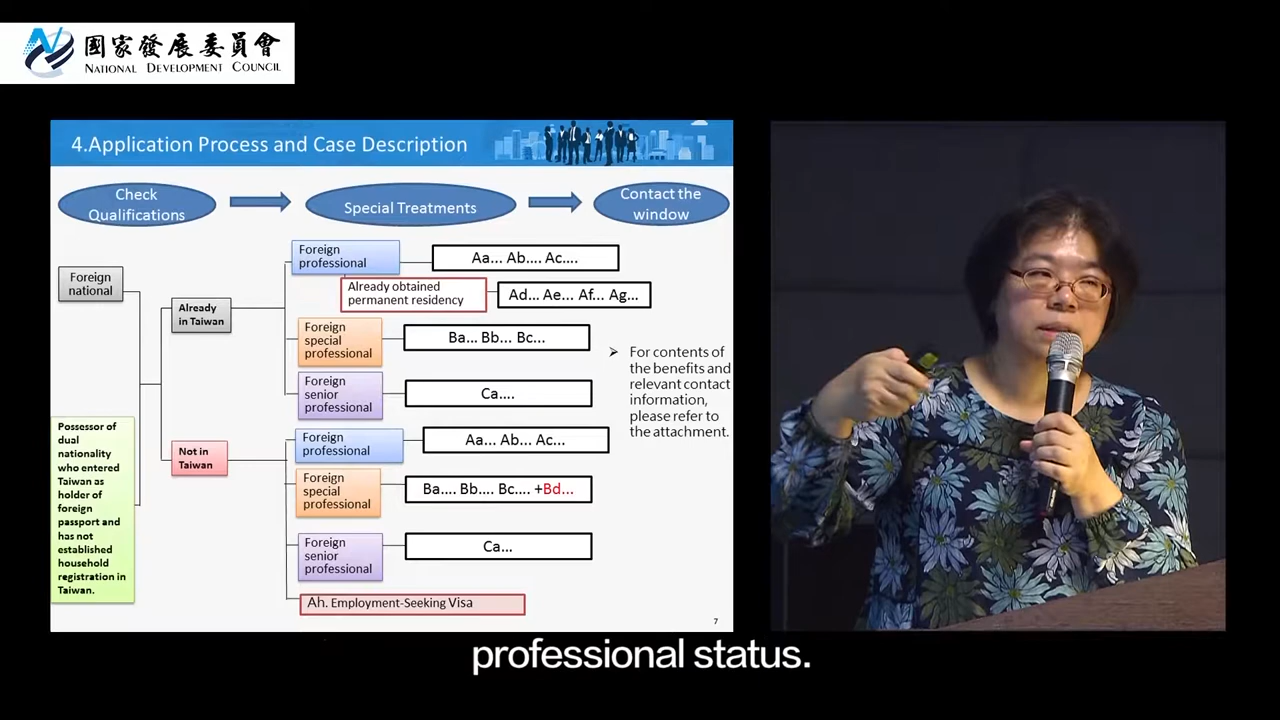 國家發展委員會
NATIONAL DEVELOPMENT COUNCIL
4.Application Process and Case Description
Check
Qualifications
Special Treatments
Contact the
window
Foreign
national
Possessor of
dual
nationality
who entered
Taiwan as
holder of
foreign
passport and
has not
established
household
registration in
Taiwan.
Already
in Taiwan
Foreign
professional
Aa... Ab.... Ac....
Already obtained
permanent residency
Ad... Ae... Af... Ag...
Foreign
special
professional
Ba... Bb... Bc...
Foreign
senior
professional
Ca....
Not in
Taiwan
Foreign
professional
Aa... Ab... Ac...
Foreign
special
professional
Ba.... Bb.... Bc.... +Bd...
Foreign
senior
professional
Ca...
Ah. Employment-Seeking Visa
➢ For contents of
the benefits and
relevant contact
information,
please refer to
the attachment.
7
professional status.